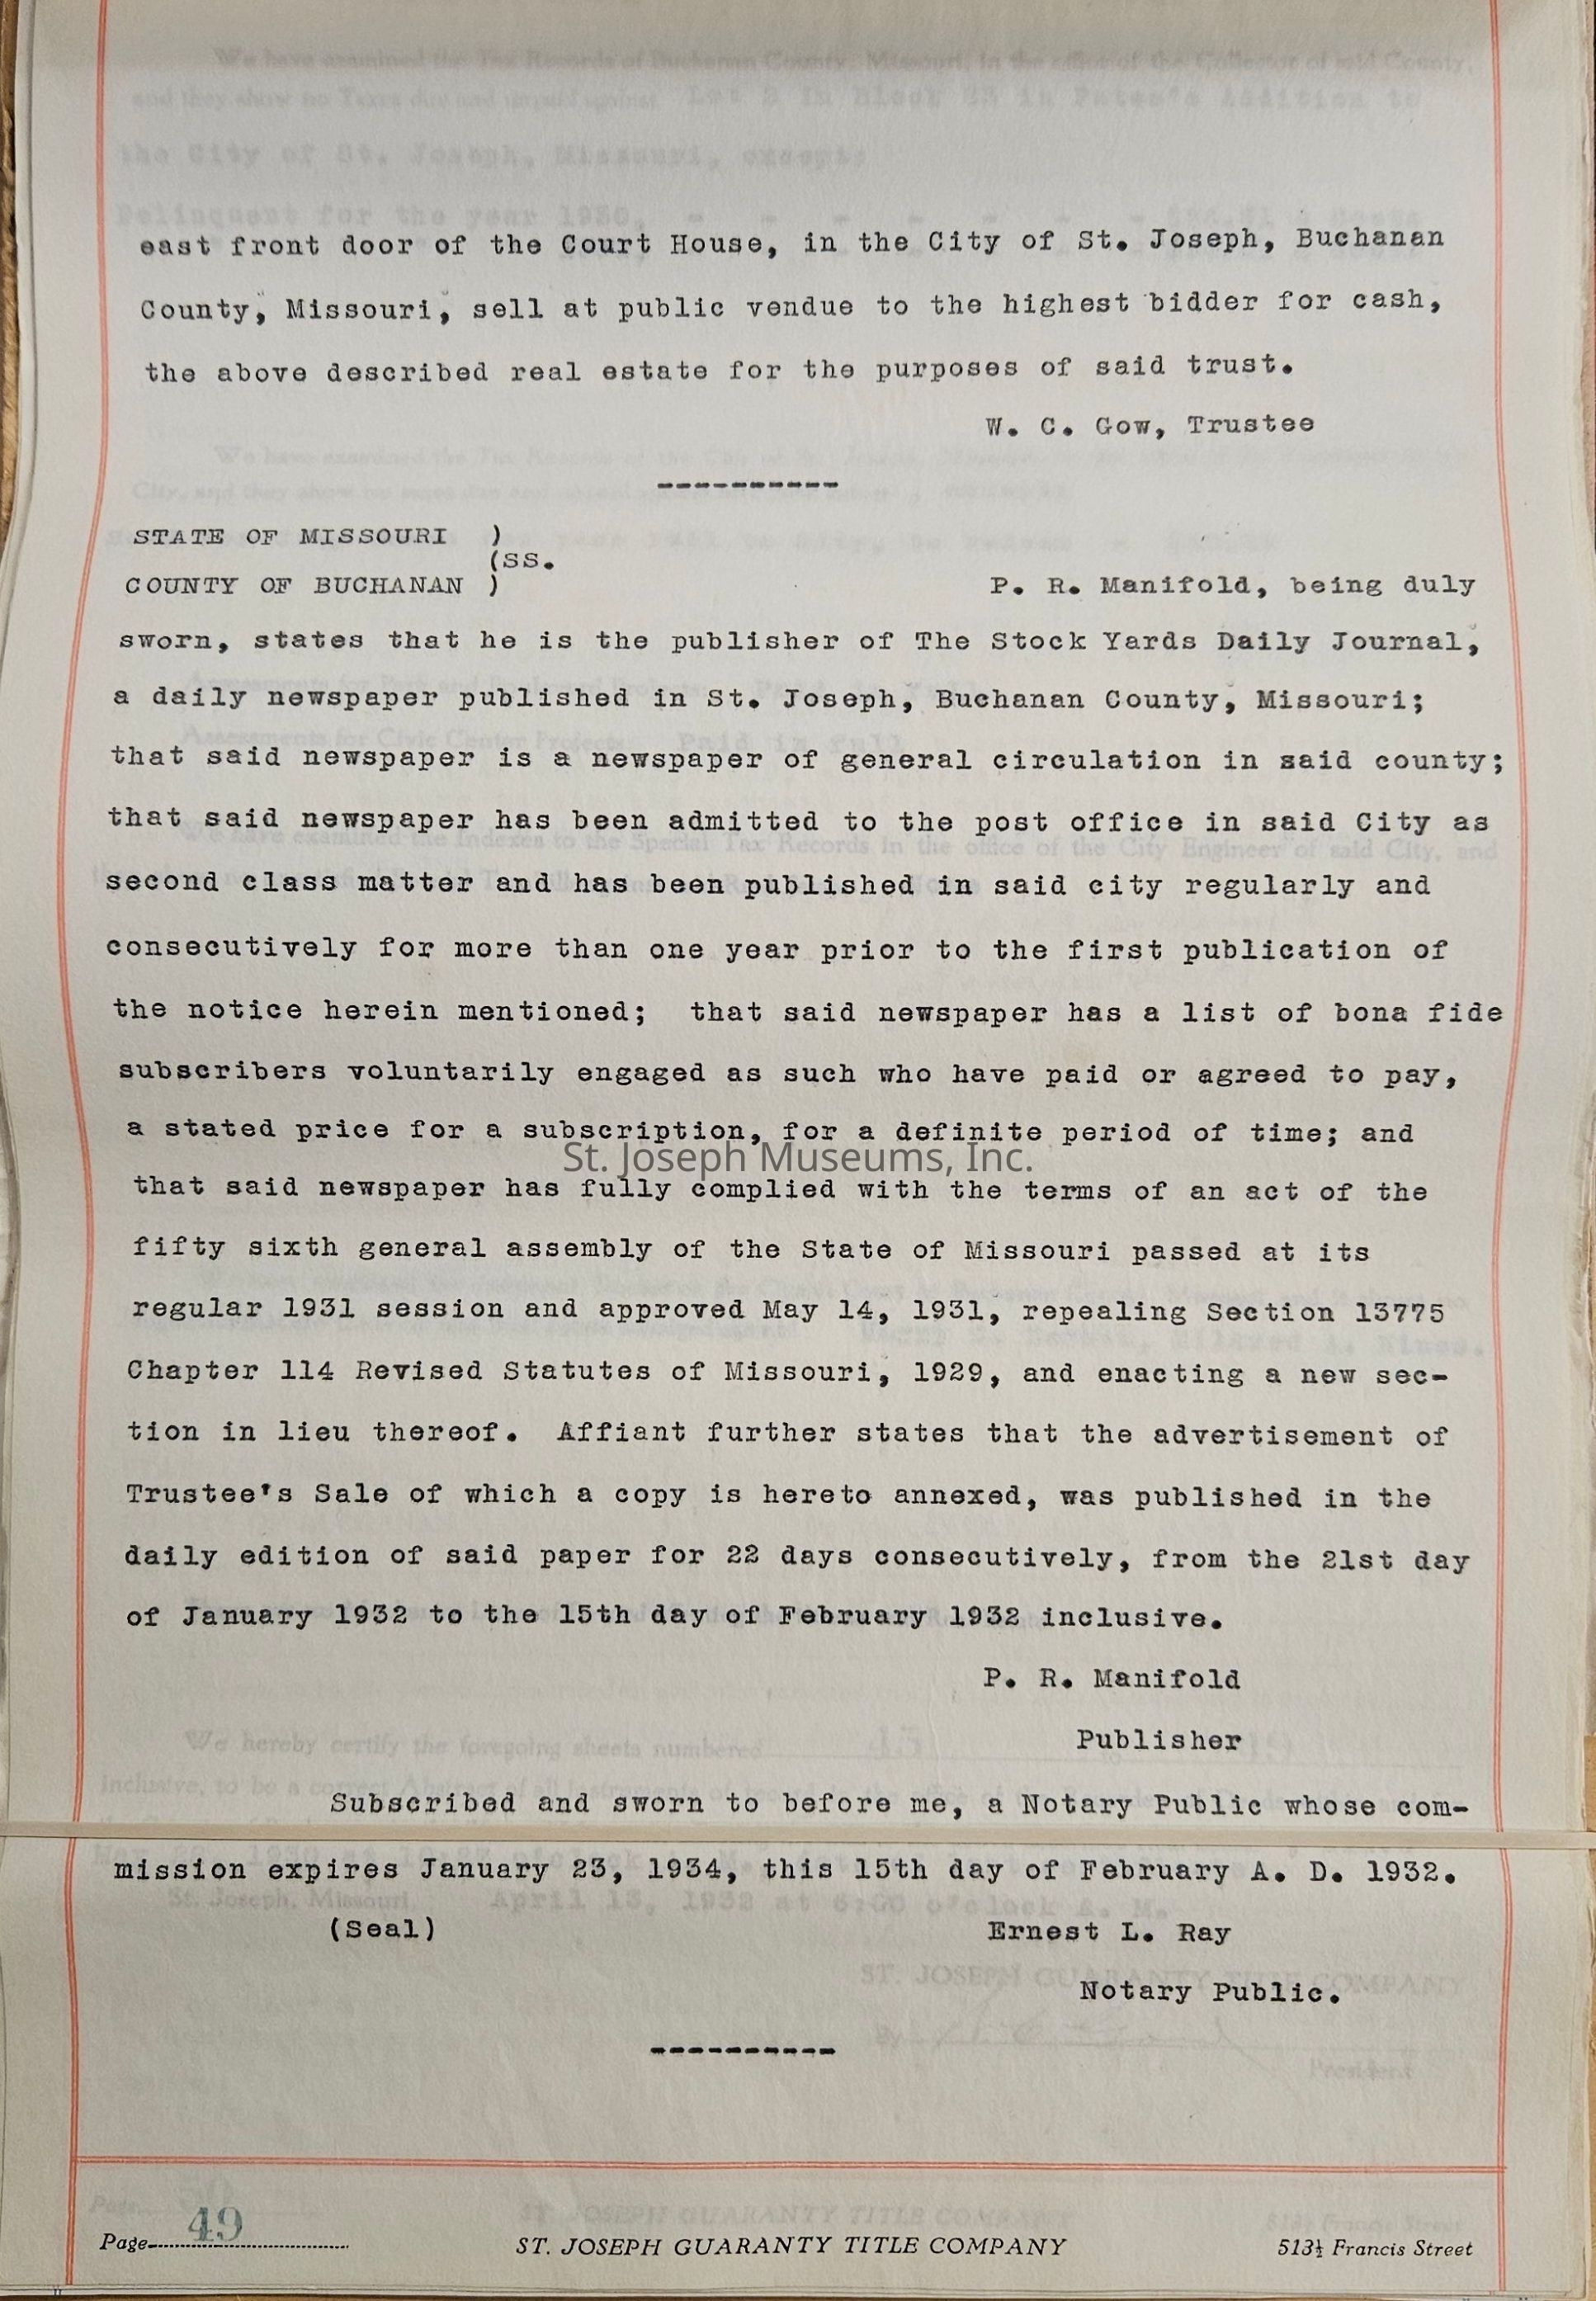 east front door of the Court House, in the City of St. Joseph, Buchanan
County, Missouri, sell at public vendue to the highest bidder for cash,
the above described real estate for the purposes of said trust.
W. C. Gow, Trustee
----------
STATE OF MISSOURI )
(SS.
COUNTY OF BUCHANAN ) P. R. Manifold, being duly
sworn, states that he is the publisher of The Stock Yards Daily Journal,
a daily newspaper published in St. Joseph, Buchanan County, Missouri;
that said newspaper is a newspaper of general circulation in said county;
that said newspaper has been admitted to the post office in said City as
second class matter and has been published in said city regularly and
consecutively for more than one year prior to the first publication of
the notice herein mentioned; that said newspaper has a list of bona fide
subscribers voluntarily engaged as such who have paid or agreed to pay,
a stated price for a subscription, for a definite period of time; and
St. Joseph Museums, Inc.
that said newspaper has fully complied with the terms of an act of the
fifty sixth general assembly of the State of Missouri passed at its
regular 1931 session and approved May 14, 1931, repealing Section 13775
Chapter 114 Revised Statutes of Missouri, 1929, and enacting a new sec-
tion in lieu thereof. Affiant further states that the advertisement of
Trustee's Sale of which a copy is hereto annexed, was published in the
daily edition of said paper for 22 days consecutively, from the 21st day
of January 1932 to the 15th day of February 1932 inclusive.
P. R. Manifold
Publisher
Subscribed and sworn to before me, a Notary Public whose com-
mission expires January 23, 1934, this 15th day of February A. D. 1932.
(Seal) Ernest L. Ray
Notary Public.
----------
Page 49 ST. JOSEPH GUARANTY TITLE COMPANY 513½ Francis Street